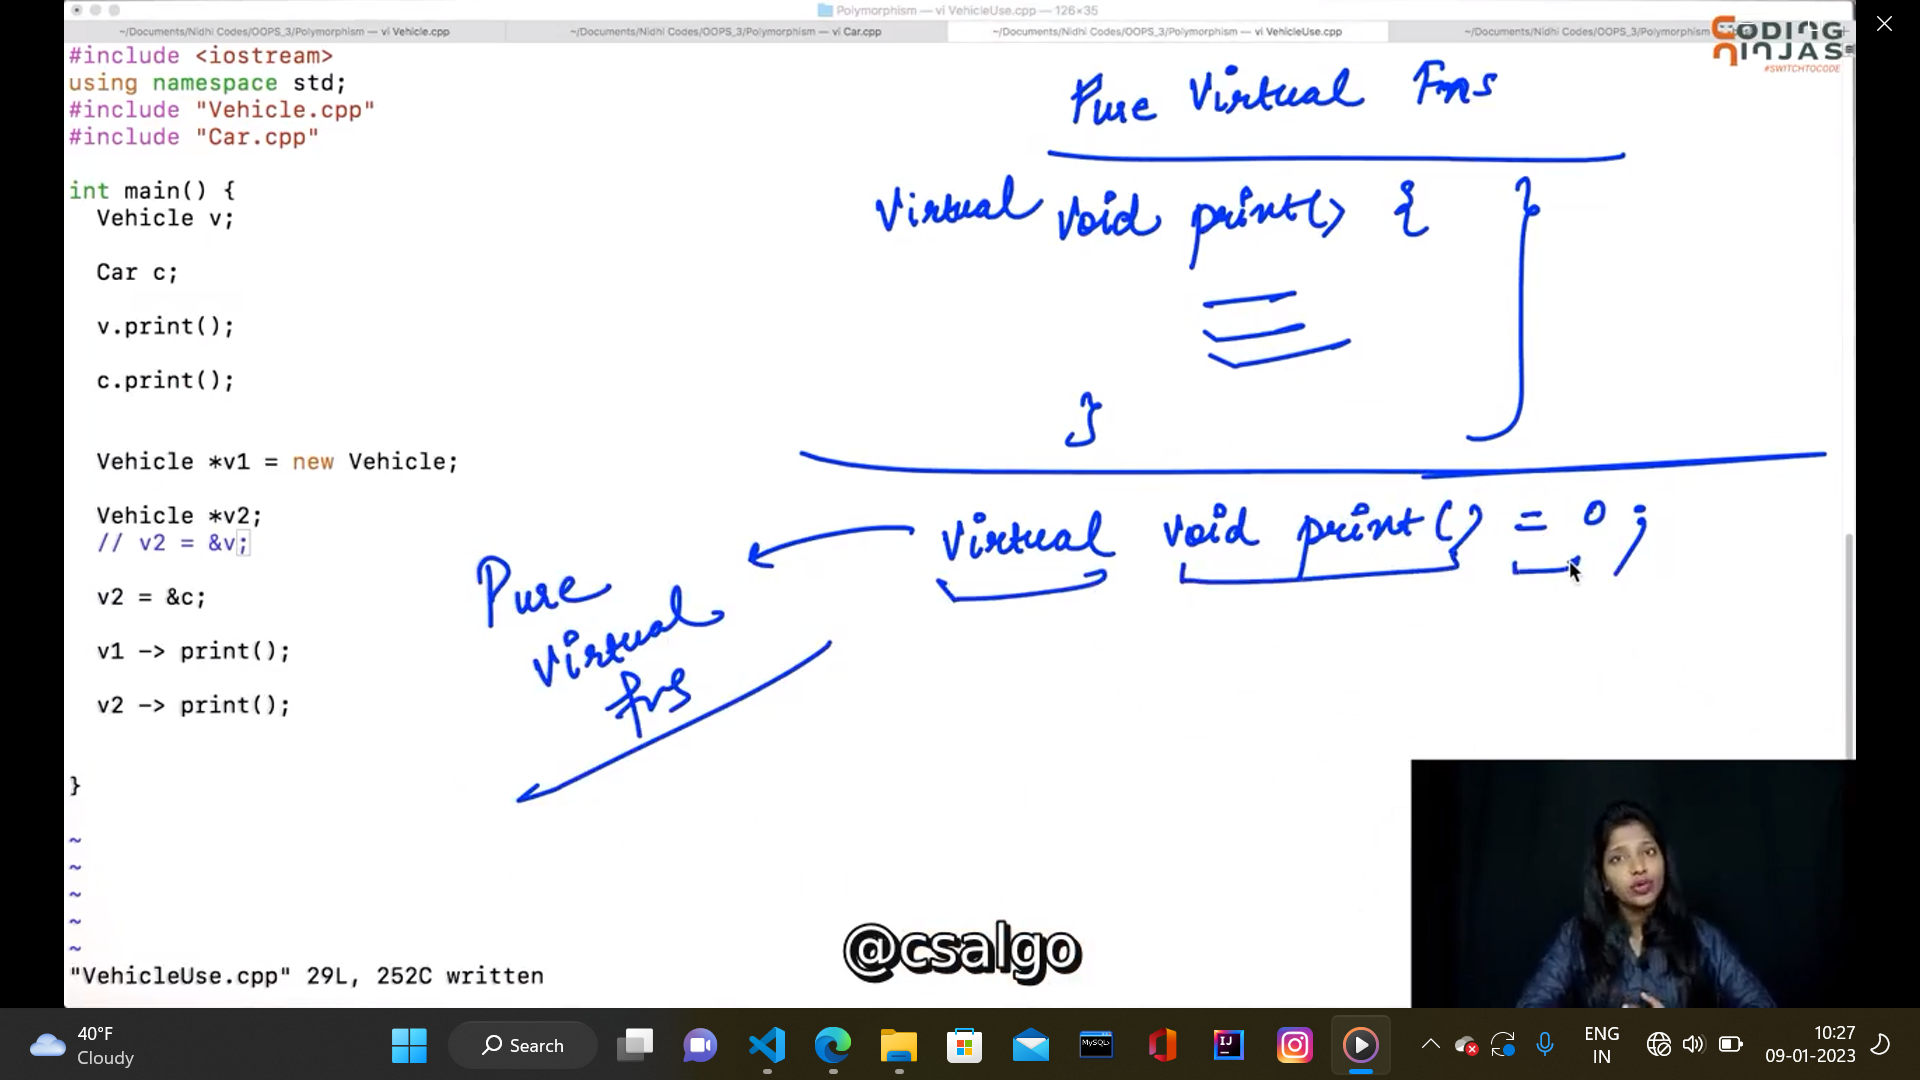 Polymorphism — vi VehicleUse.cpp — 126×35
~/Documents/Nidhi Codes/OOPS_3/Polymorphism — vi Vehicle.cpp
~/Documents/Nidhi Codes/OOPS_3/Polymorphism — vi Car.cpp
~/Documents/Nidhi Codes/OOPS_3/Polymorphism — vi VehicleUse.cpp
~/Documents/Nidhi Codes/OOPS_3/Polymorphism
CODING NINJAS
#SWITCHTOCODE
#include <iostream>
using namespace std;
#include "Vehicle.cpp"
#include "Car.cpp"
int main() {
Vehicle v;
Car c;
v.print();
c.print();
Vehicle *v1 = new Vehicle;
Vehicle *v2;
// v2 = &v;
v2 = &c;
v1 -> print();
v2 -> print();
}
~
~
~
~
~
"VehicleUse.cpp" 29L, 252C written
Pure Virtual Fns
Virtual void print() {
}
virtual void print() = 0;
Pure
virtual
fns
@csalgo
40°F
Cloudy
Search
MySQL
IJ
ENG
IN
10:27
09-01-2023